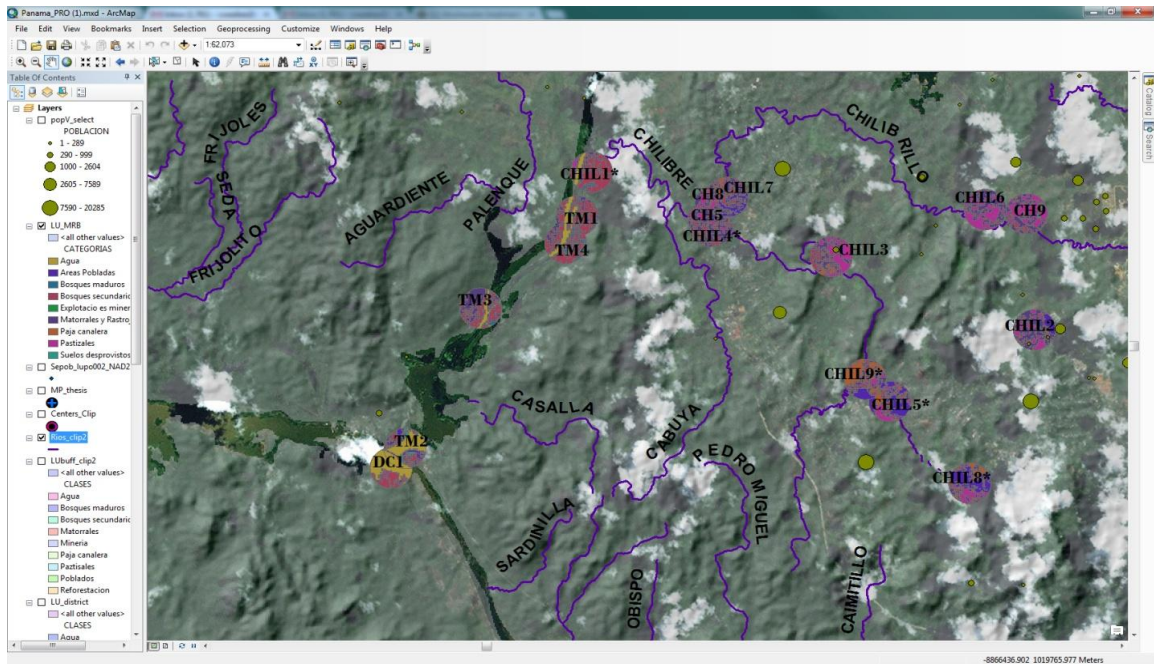 Panama_PRO (1).mxd - ArcMap
File Edit View Bookmarks Insert Selection Geoprocessing Customize Windows Help
1:62,073
Table Of Contents
Layers
popV_select
POBLACION
1 - 289
290 - 999
1000 - 2604
2605 - 7589
7590 - 20285
LU_MRB
<all other values>
CATEGORIAS
Agua
Areas Pobladas
Bosques maduros
Bosques secundaric
Explotacio es miner
Matorrales y Rastroj
Paja canalera
Pastizales
Suelos desprovistos
Sepob_lupo002_NAD2
MP_thesis
Centers_Clip
Rios_clip2
LUbuff_clip2
<all other values>
CLASES
Agua
Bosques maduros
Bosques secundaric
Matorrales
Mineria
Paja canalera
Paztisales
Poblados
Reforestacion
LU_district
<all other values>
CLASES
Agua
FRIJOLES
SEDA
FRIJOLITO
AGUARDIENTE
PALENQUE
CHILIBRE
CHILIB RILLO
CHIL1*
TM1
TM4
TM3
TM2
DC1
CH8
CHIL7
CH5
CHIL4*
CHIL3
CHIL6
CH9
CHIL2
CHIL9*
CHIL5*
CHIL8*
CASALLA
CABUYA
PEDRO MIGUEL
SARDINILLA
OBISPO
CAIMITILLO
Catalog
Search
-8866436.902 1019765.977 Meters